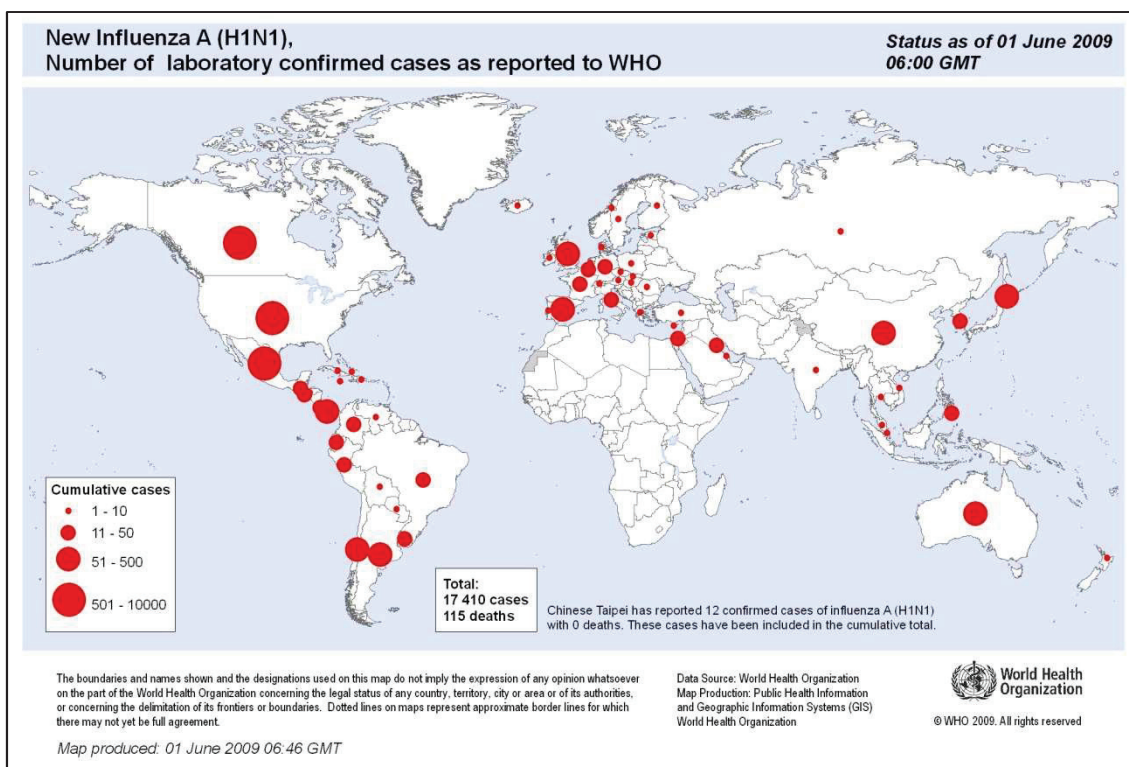 New Influenza A (H1N1),
Number of laboratory confirmed cases as reported to WHO
Status as of 01 June 2009
06:00 GMT
Cumulative cases
1 - 10
11 - 50
51 - 500
501 - 10000
Total:
17 410 cases
115 deaths
Chinese Taipei has reported 12 confirmed cases of influenza A (H1N1)
with 0 deaths. These cases have been included in the cumulative total.
The boundaries and names shown and the designations used on this map do not imply the expression of any opinion whatsoever
on the part of the World Health Organization concerning the legal status of any country, territory, city or area or of its authorities,
or concerning the delimitation of its frontiers or boundaries. Dotted lines on maps represent approximate border lines for which
there may not yet be full agreement.
Data Source: World Health Organization
Map Production: Public Health Information
and Geographic Information Systems (GIS)
World Health Organization
World Health
Organization
© WHO 2009. All rights reserved
Map produced: 01 June 2009 06:46 GMT